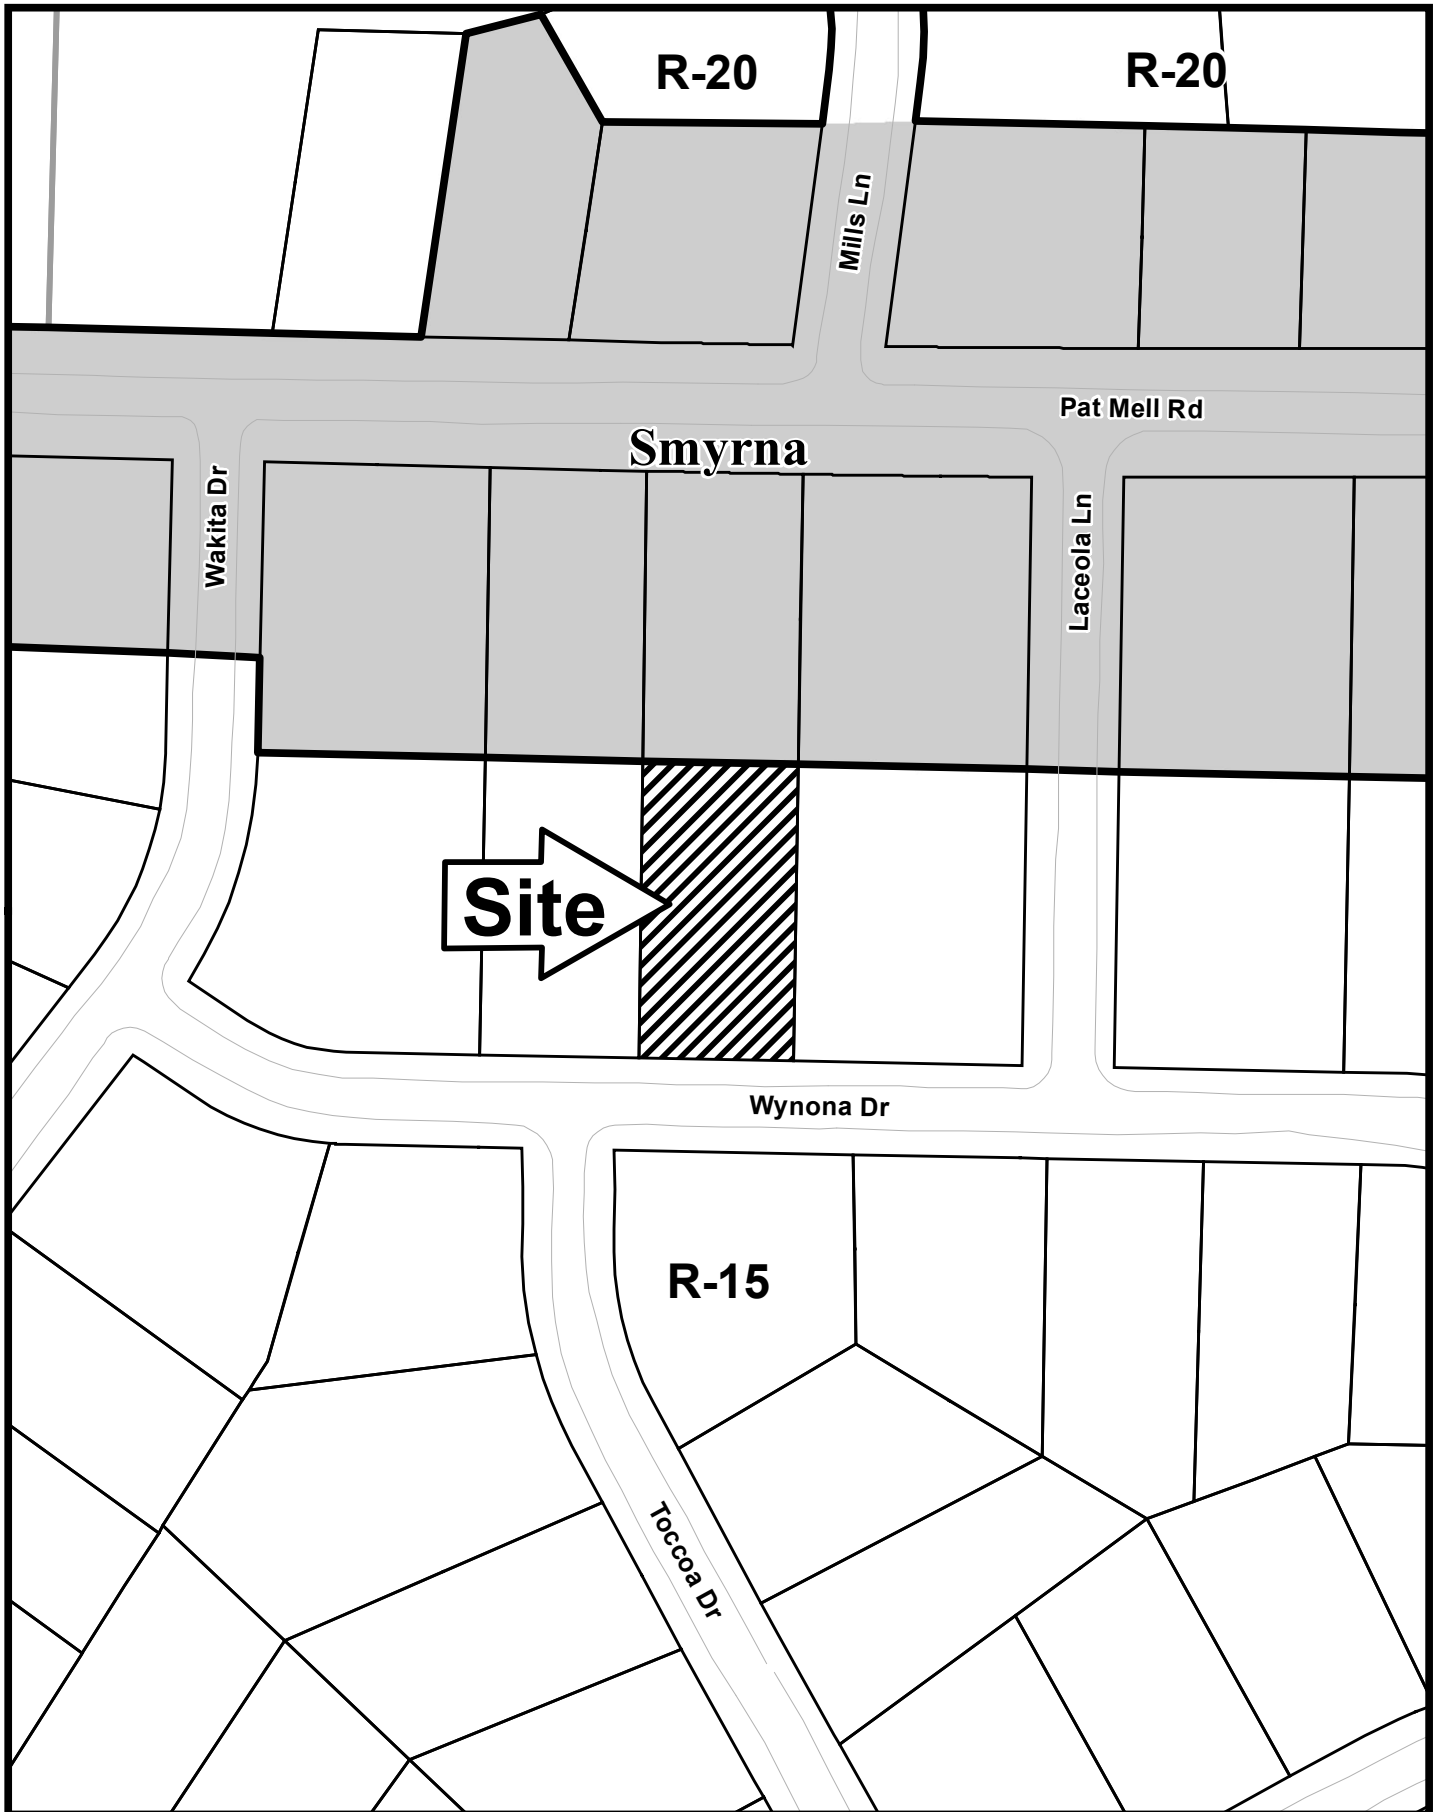 R-20
R-20
Mills Ln
Pat Mell Rd
Smyrna
Wakita Dr
Laceola Ln
Site
Wynona Dr
R-15
Toccoa Dr